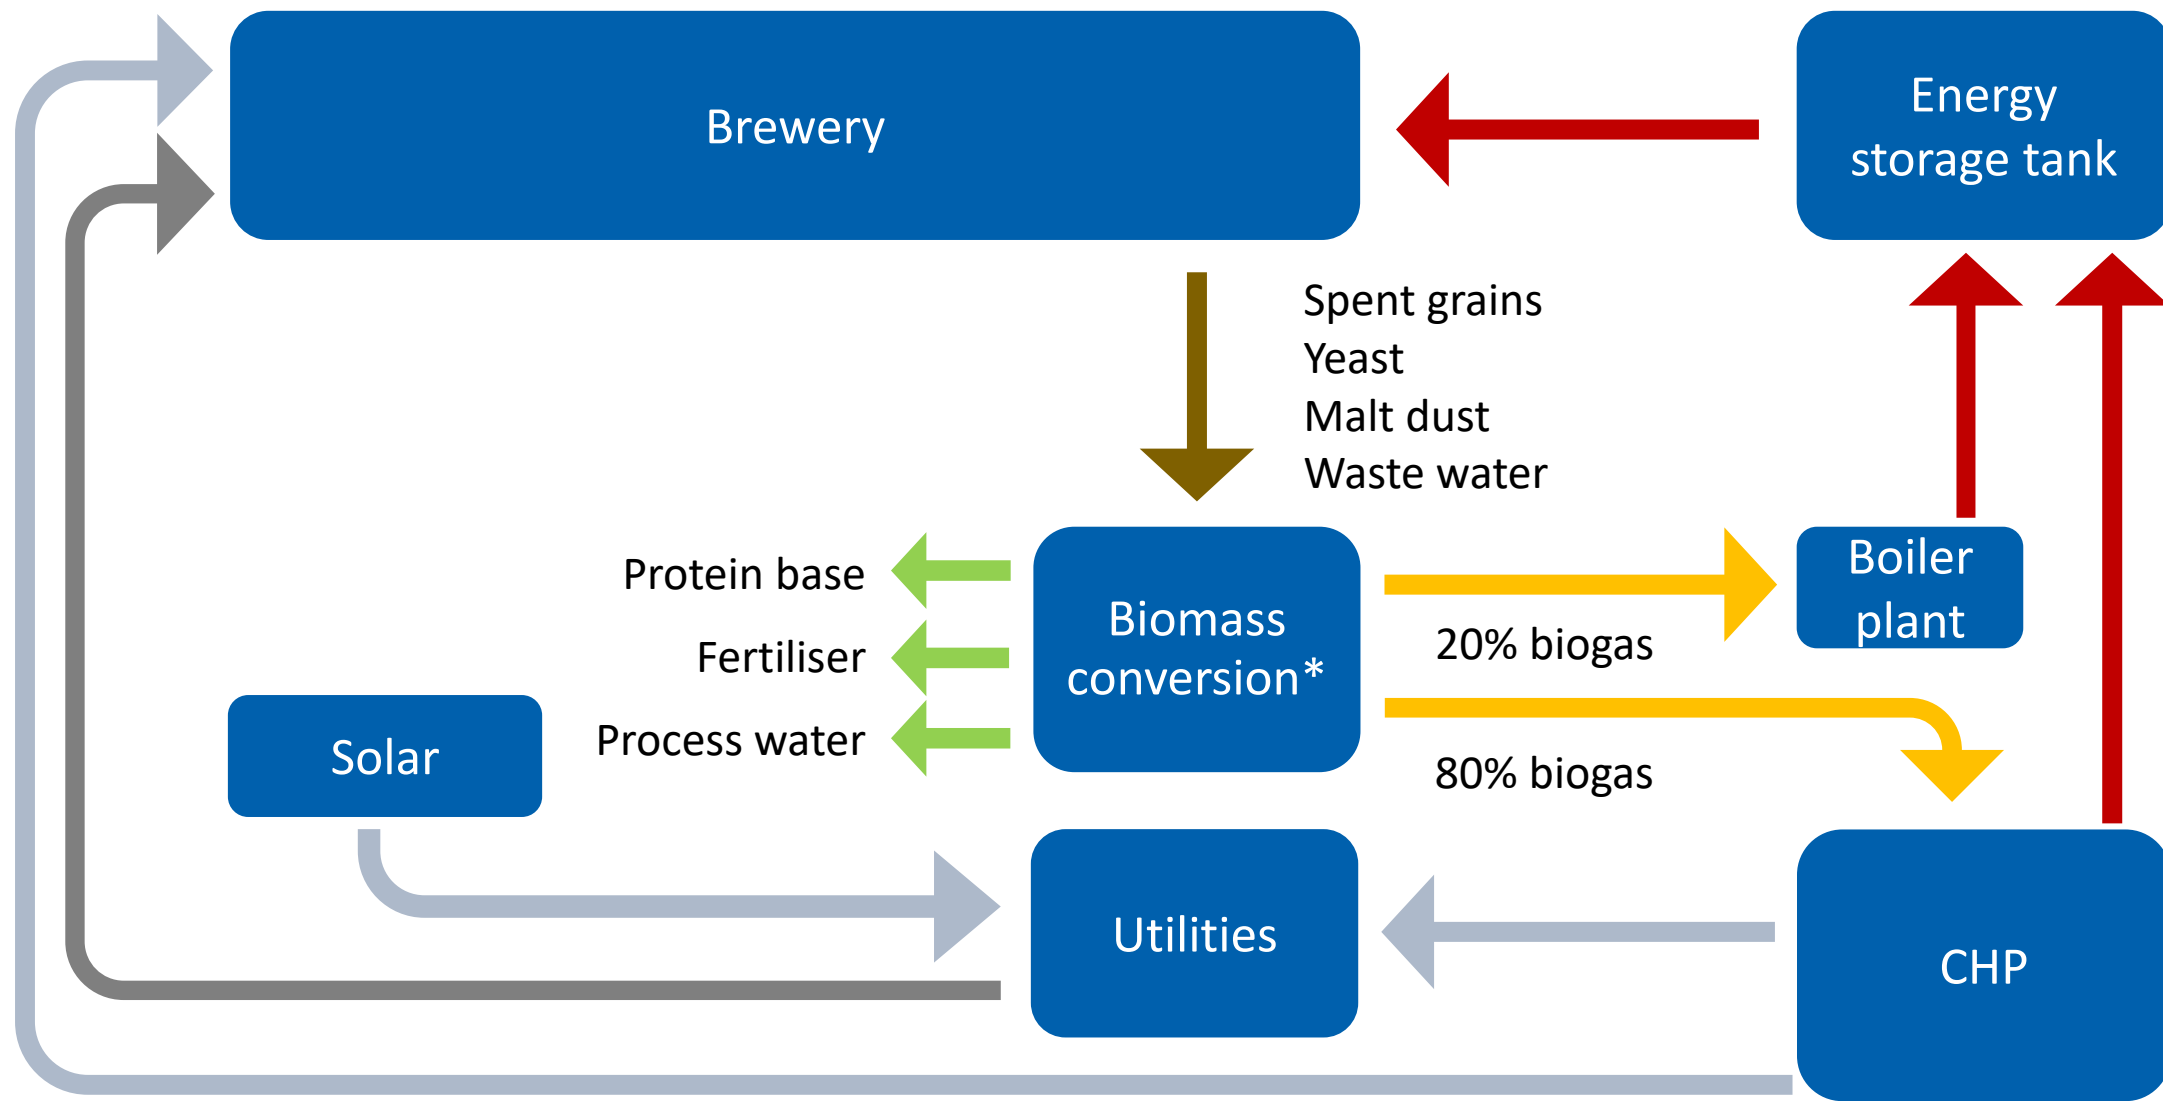 Brewery
Energy
storage tank
Spent grains
Yeast
Malt dust
Waste water
Protein base
Fertiliser
Process water
Biomass
conversion*
20% biogas
80% biogas
Boiler
plant
Solar
Utilities
CHP